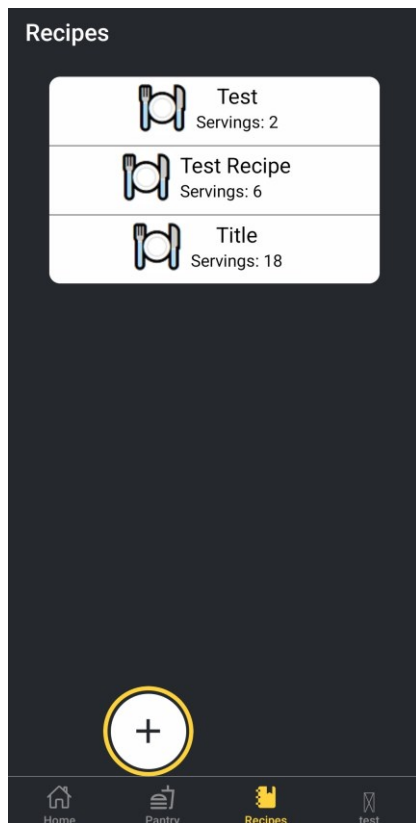 Recipes
Test
Servings: 2
Test Recipe
Servings: 6
Title
Servings: 18
+
Home
Pantry
Recipes
test